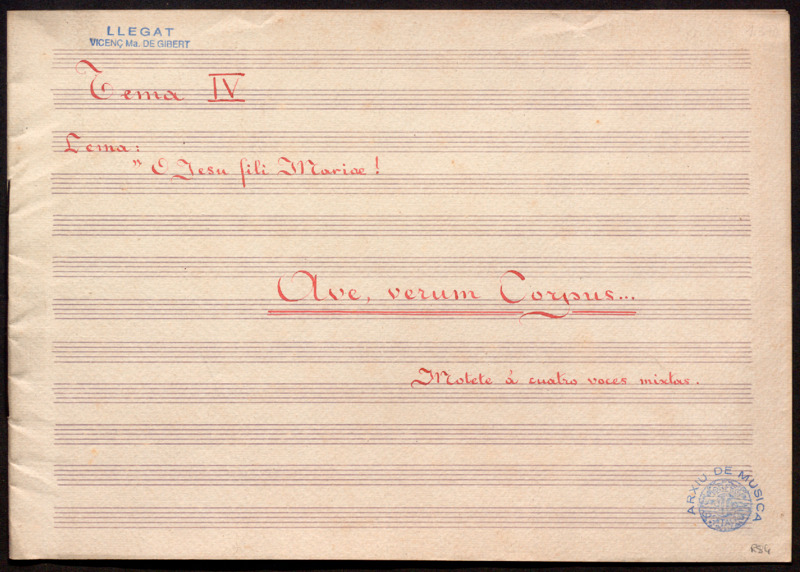 LLEGAT
VICENÇ Mª. DE GIBERT
Tema IV
Lema:
" O Jesu fili Mariae!
Ave, verum Corpus...
Motete á cuatro voces mixtas.
ARXIU DE MUSICA